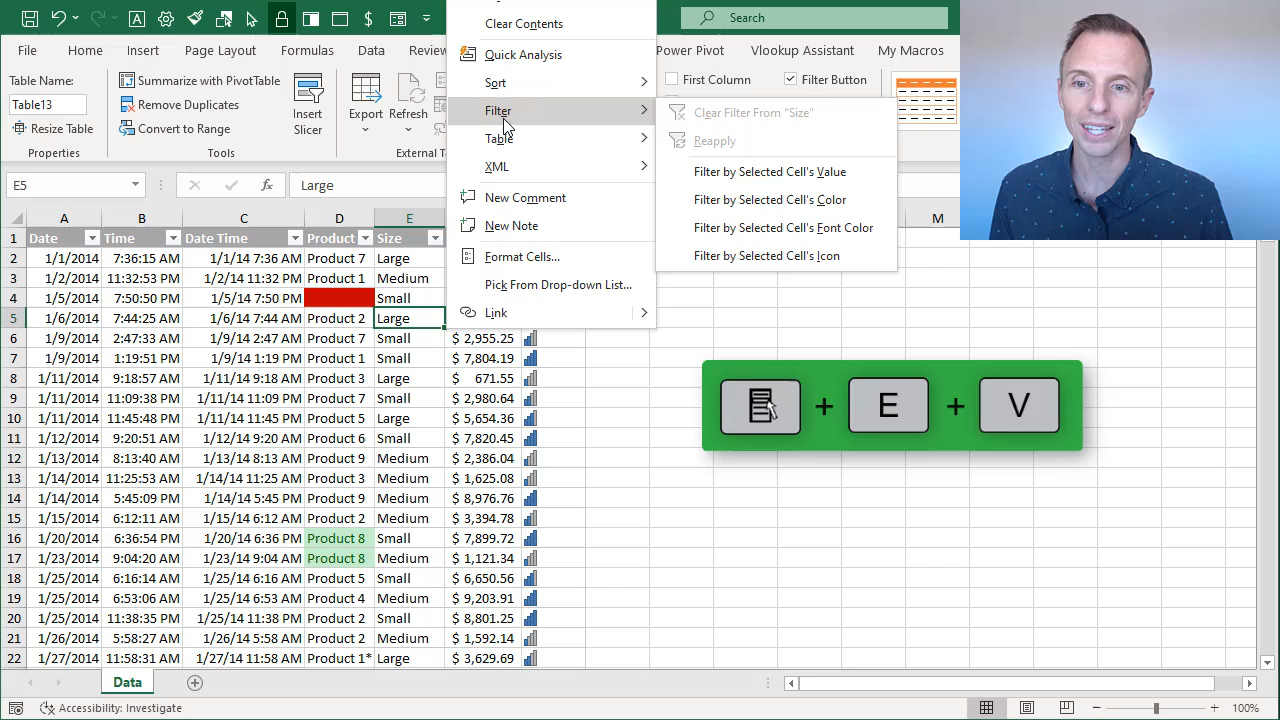 Search
File
Home
Insert
Page Layout
Formulas
Data
Review
Power Pivot
Vlookup Assistant
My Macros
Table Name:
Table13
Resize Table
Summarize with PivotTable
Remove Duplicates
Convert to Range
Tools
Insert Slicer
Export
Refresh
External T
First Column
Filter Button
Clear Contents
Quick Analysis
Sort
Filter
Table
XML
New Comment
New Note
Format Cells...
Pick From Drop-down List...
Link
Clear Filter From "Size"
Reapply
Filter by Selected Cell's Value
Filter by Selected Cell's Color
Filter by Selected Cell's Font Color
Filter by Selected Cell's Icon
E5
fx
Large
A B C D E M
1 Date Time Date Time Product Size
2 1/1/2014 7:36:15 AM 1/1/14 7:36 AM Product 7 Large
3 1/2/2014 11:32:53 PM 1/2/14 11:32 PM Product 1 Medium
4 1/5/2014 7:50:50 PM 1/5/14 7:50 PM Small
5 1/6/2014 7:44:25 AM 1/6/14 7:44 AM Product 2 Large
6 1/9/2014 2:47:33 AM 1/9/14 2:47 AM Product 7 Small $ 2,955.25
7 1/9/2014 1:19:51 PM 1/9/14 1:19 PM Product 1 Small $ 7,804.19
8 1/11/2014 9:18:57 AM 1/11/14 9:18 AM Product 3 Large $ 671.55
9 1/11/2014 11:09:58 PM 1/11/14 11:09 PM Product 7 Small $ 2,980.64
10 1/11/2014 11:45:48 PM 1/11/14 11:45 PM Product 5 Large $ 5,654.36
11 1/12/2014 9:20:51 AM 1/12/14 9:20 AM Product 6 Small $ 7,820.45
12 1/13/2014 8:13:40 AM 1/13/14 8:13 AM Product 9 Medium $ 2,386.04
13 1/14/2014 11:25:53 AM 1/14/14 11:25 AM Product 3 Medium $ 1,625.08
14 1/14/2014 5:45:09 PM 1/14/14 5:45 PM Product 9 Medium $ 8,976.76
15 1/15/2014 6:12:11 AM 1/15/14 6:12 AM Product 2 Medium $ 3,394.78
16 1/20/2014 6:36:54 PM 1/20/14 6:36 PM Product 8 Small $ 7,899.72
17 1/23/2014 9:04:20 AM 1/23/14 9:04 AM Product 8 Medium $ 1,121.34
18 1/25/2014 6:16:14 AM 1/25/14 6:16 AM Product 5 Small $ 6,650.56
19 1/25/2014 6:53:06 AM 1/25/14 6:53 AM Product 4 Medium $ 9,203.91
20 1/25/2014 11:38:35 PM 1/25/14 11:38 PM Product 2 Small $ 8,801.25
21 1/26/2014 5:58:27 AM 1/26/14 5:58 AM Product 2 Medium $ 1,592.14
22 1/27/2014 11:58:31 AM 1/27/14 11:58 AM Product 1* Large $ 3,629.69
+ E + V
Data
Accessibility: Investigate
100%